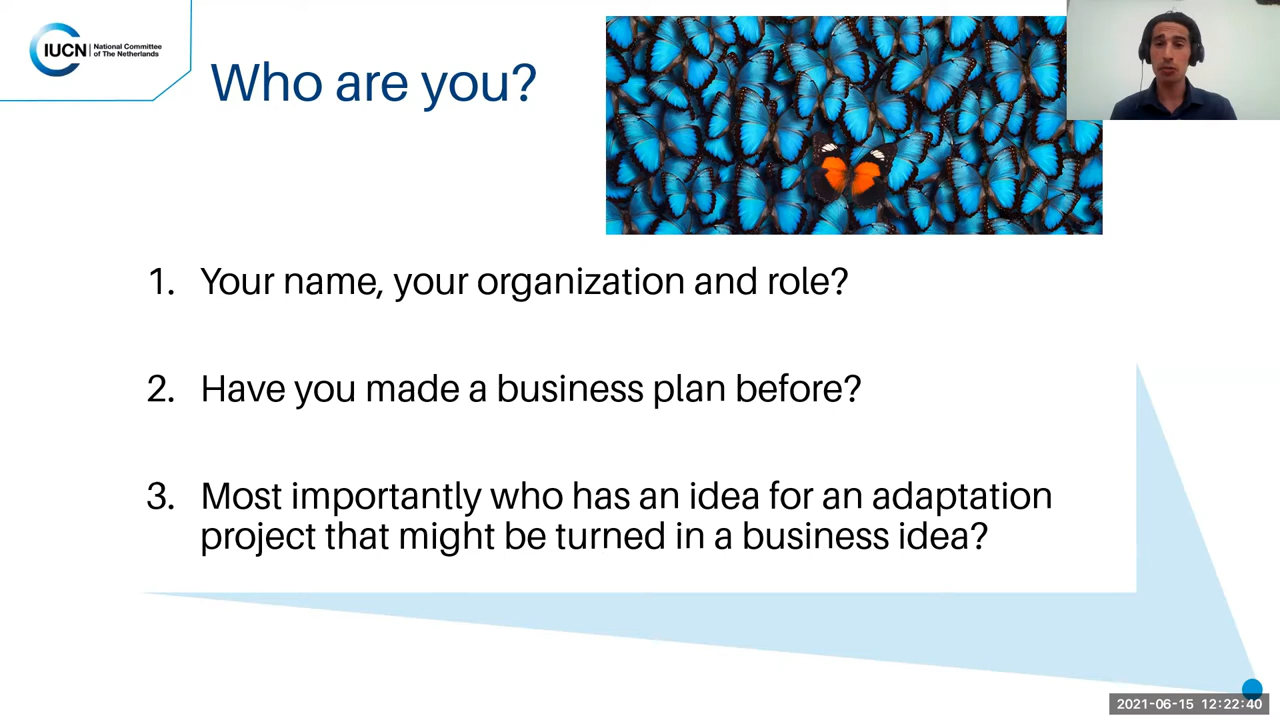 IUCN
National Committee
of The Netherlands
Who are you?
1. Your name, your organization and role?
2. Have you made a business plan before?
3. Most importantly who has an idea for an adaptation
project that might be turned in a business idea?
2021-06-15 12:22:40